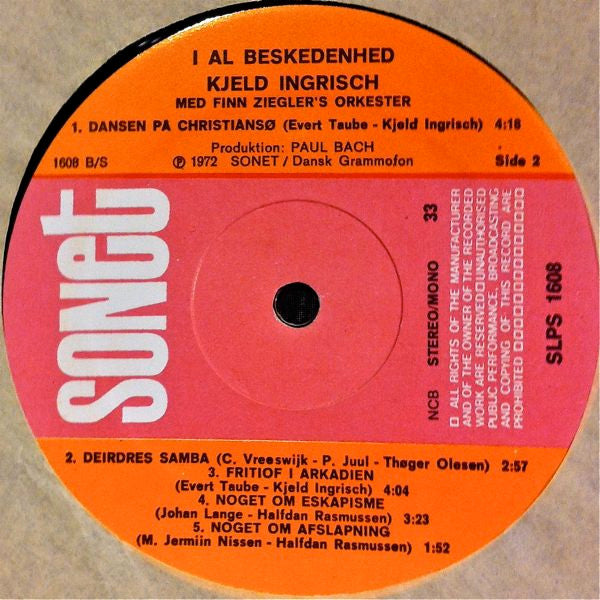 I AL BESKEDENHED
KJELD INGRISCH
MED FINN ZIEGLER'S ORKESTER
1. DANSEN PA CHRISTIANSØ (Evert Taube - Kjeld Ingrisch) 4:18
Produktion: PAUL BACH
1608 B/S
Ⓟ 1972 SONET / Dansk Grammofon
Side 2
sonet
NCB STEREO/MONO 33
□ ALL RIGHTS OF THE MANUFACTURER
AND OF THE OWNER OF THE RECORDED
WORK ARE RESERVED □ UNAUTHORISED
PUBLIC PERFORMANCE, BROADCASTING
AND COPYING OF THIS RECORD ARE
PROHIBITED □□□□□□□□□□□□□□
SLPS 1608
2. DEIRDRES SAMBA (C. Vreeswijk - P. Juul - Thøger Olesen) 2:57
3. FRITIOF I ARKADIEN
(Evert Taube - Kjeld Ingrisch) 4:04
4. NOGET OM ESKAPISME
(Johan Lange - Halfdan Rasmussen) 3:23
5. NOGET OM AFSLAPNING
(M. Jermiin Nissen - Halfdan Rasmussen) 1:52